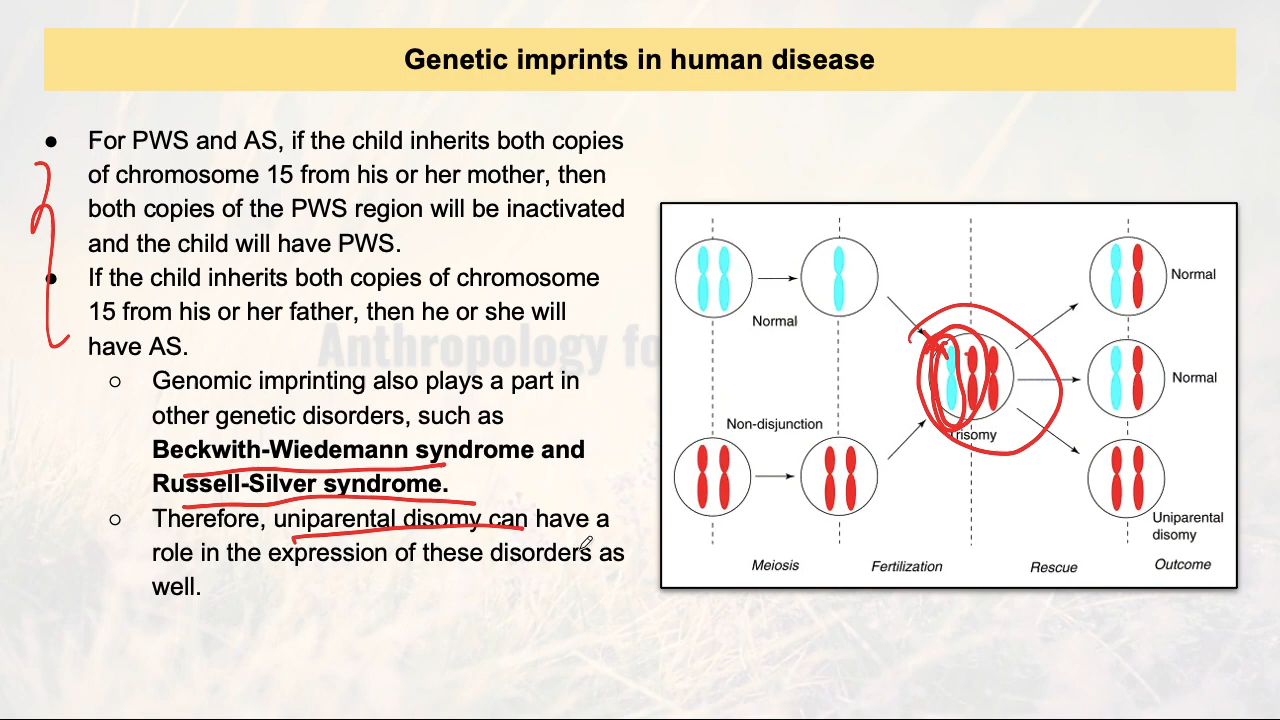 Genetic imprints in human disease
● For PWS and AS, if the child inherits both copies
of chromosome 15 from his or her mother, then
both copies of the PWS region will be inactivated
and the child will have PWS.
● If the child inherits both copies of chromosome
15 from his or her father, then he or she will
have AS.
○ Genomic imprinting also plays a part in
other genetic disorders, such as
Beckwith-Wiedemann syndrome and
Russell-Silver syndrome.
○ Therefore, uniparental disomy can have a
role in the expression of these disorders as
well.
Anthropology fo
Normal
Non-disjunction
Trisomy
Normal
Normal
Uniparental
disomy
Meiosis
Fertilization
Rescue
Outcome